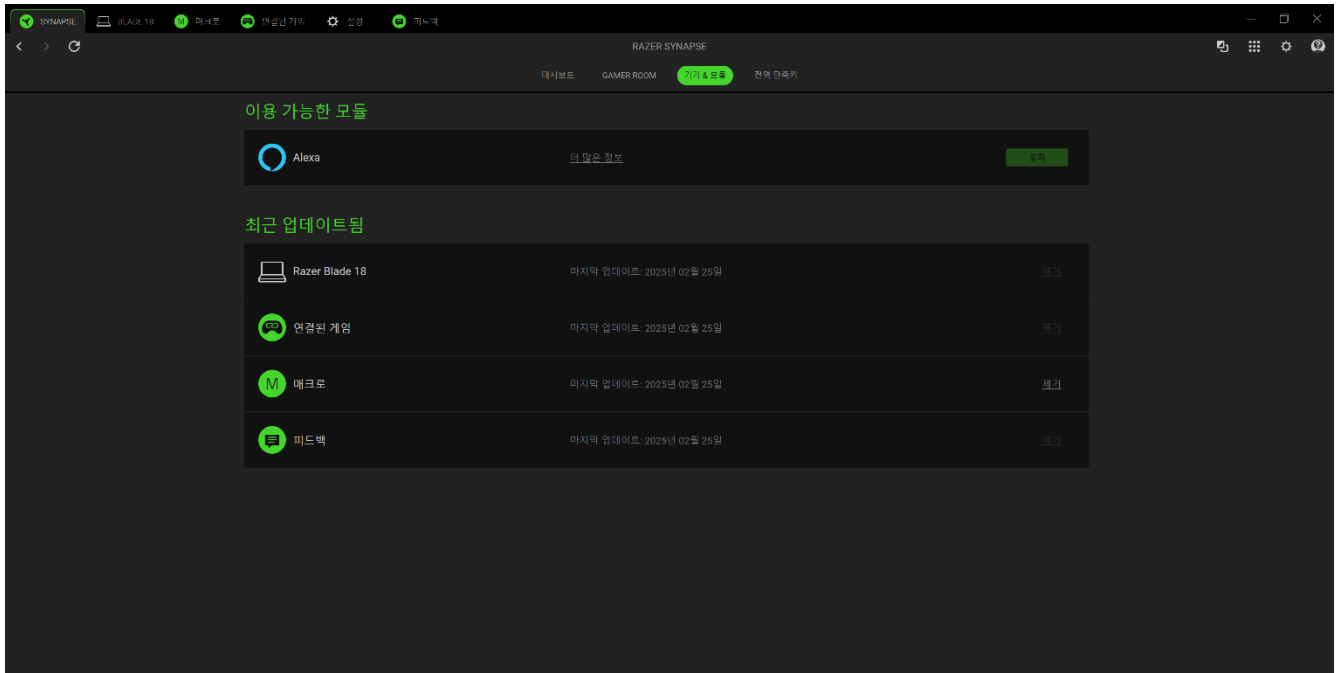 SYNAPSE BLADE 18 M 매크로 연결된 게임 설정 피드백
RAZER SYNAPSE
대시보드 GAMER ROOM 기기 & 모듈 전역 단축키
이용 가능한 모듈
Alexa 더 많은 정보 설치
최근 업데이트됨
Razer Blade 18 마지막 업데이트: 2025년 02월 25일 제거
연결된 게임 마지막 업데이트: 2025년 02월 25일 제거
M 매크로 마지막 업데이트: 2025년 02월 25일 제거
피드백 마지막 업데이트: 2025년 02월 25일 제거